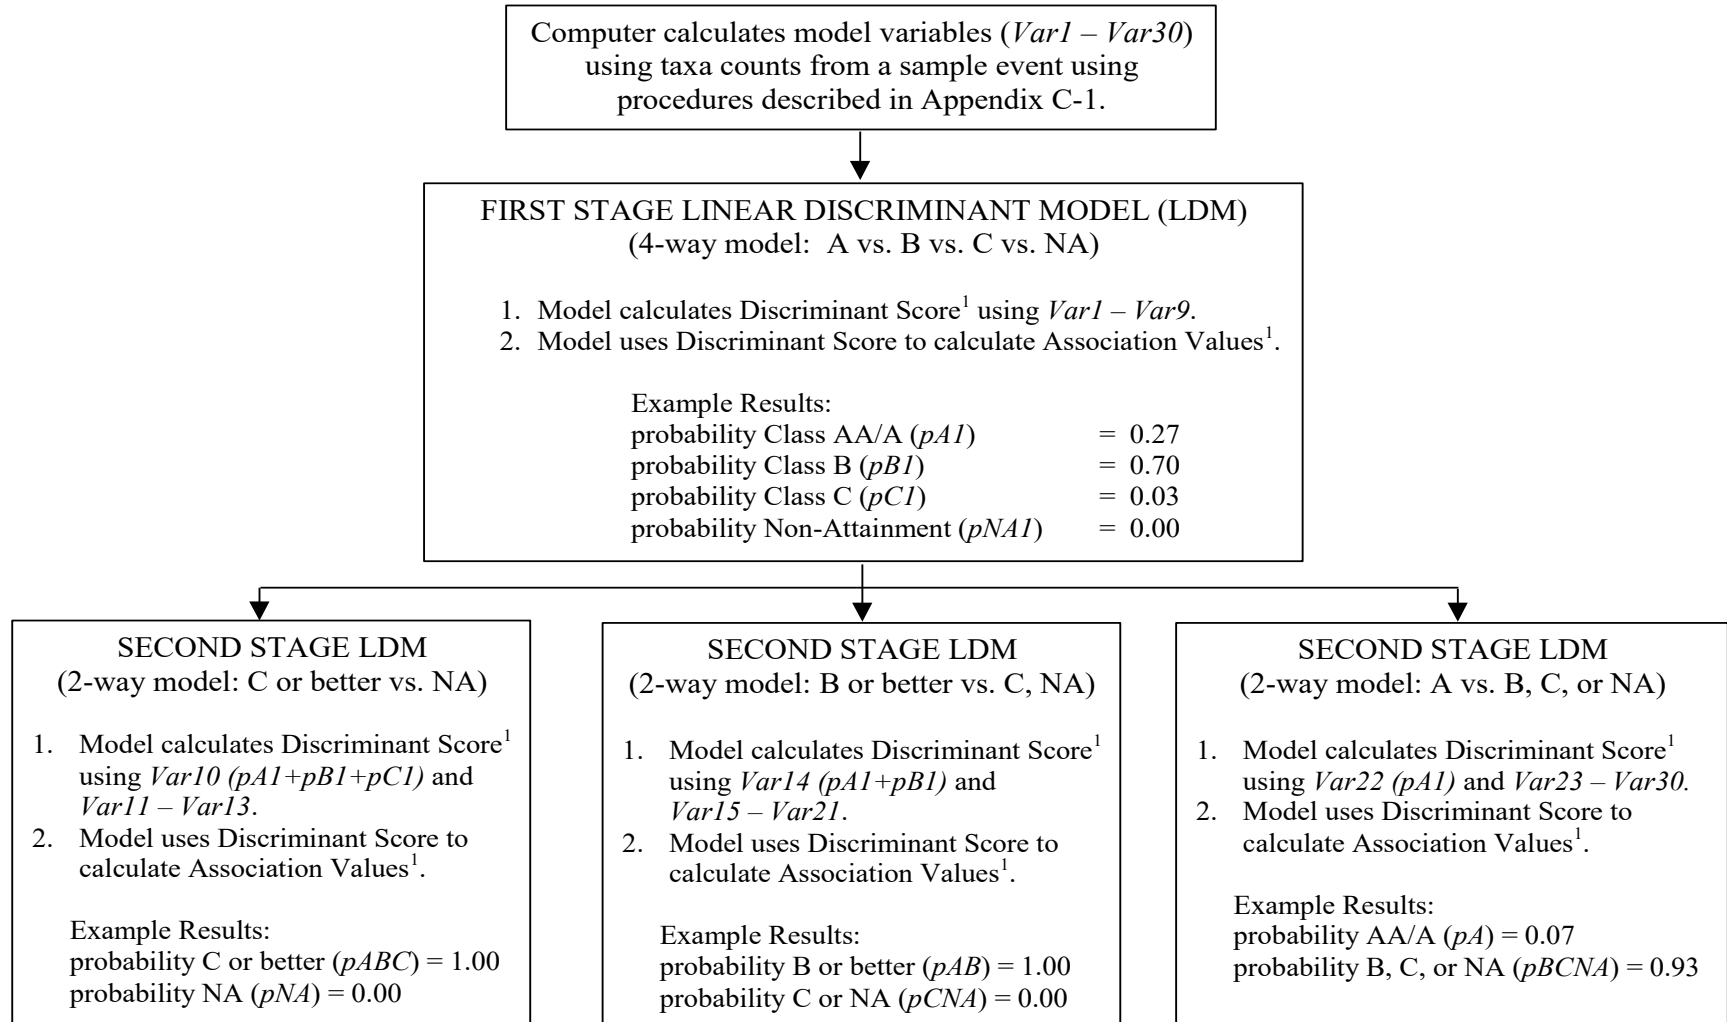 Computer calculates model variables (Var1 – Var30)
using taxa counts from a sample event using
procedures described in Appendix C-1.
FIRST STAGE LINEAR DISCRIMINANT MODEL (LDM)
(4-way model:  A vs. B vs. C vs. NA)
1. Model calculates Discriminant Score1 using Var1 – Var9.
2. Model uses Discriminant Score to calculate Association Values1.
Example Results:
probability Class AA/A (pA1) = 0.27
probability Class B (pB1) = 0.70
probability Class C (pC1) = 0.03
probability Non-Attainment (pNA1) = 0.00
SECOND STAGE LDM
(2-way model: C or better vs. NA)
1. Model calculates Discriminant Score1
using Var10 (pA1+pB1+pC1) and
Var11 – Var13.
2. Model uses Discriminant Score to
calculate Association Values1.
Example Results:
probability C or better (pABC) = 1.00
probability NA (pNA) = 0.00
SECOND STAGE LDM
(2-way model: B or better vs. C, NA)
1. Model calculates Discriminant Score1
using Var14 (pA1+pB1) and
Var15 – Var21.
2. Model uses Discriminant Score to
calculate Association Values1.
Example Results:
probability B or better (pAB) = 1.00
probability C or NA (pCNA) = 0.00
SECOND STAGE LDM
(2-way model: A vs. B, C, or NA)
1. Model calculates Discriminant Score1
using Var22 (pA1) and Var23 – Var30.
2. Model uses Discriminant Score to
calculate Association Values1.
Example Results:
probability AA/A (pA) = 0.07
probability B, C, or NA (pBCNA) = 0.93